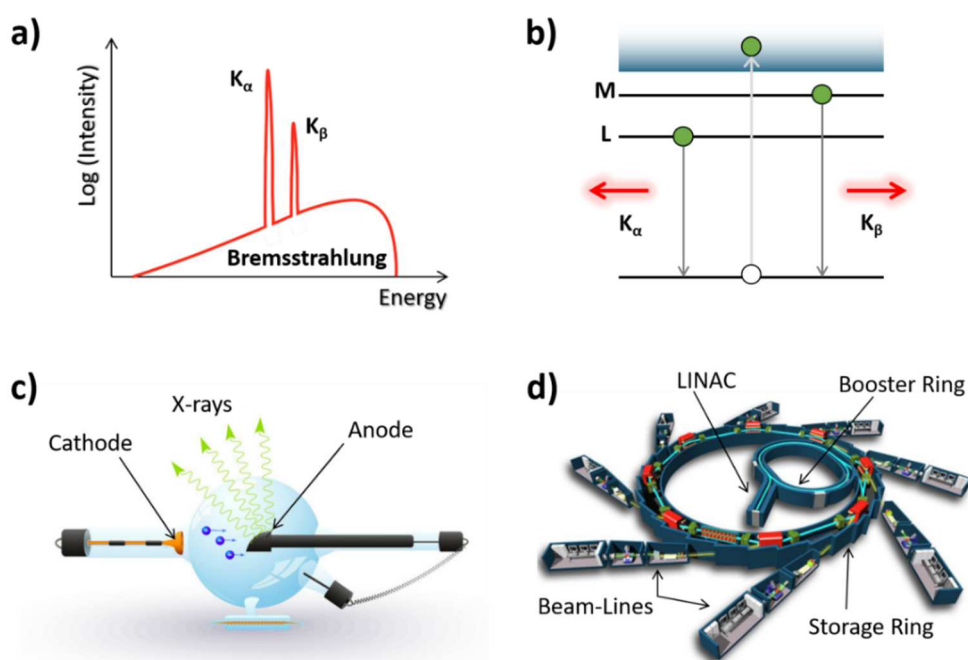 a)
Log (Intensity)
Kα
Kβ
Bremsstrahlung
Energy
b)
M
L
Kα
Kβ
c)
X-rays
Cathode
Anode
d)
LINAC
Booster Ring
Beam-Lines
Storage Ring